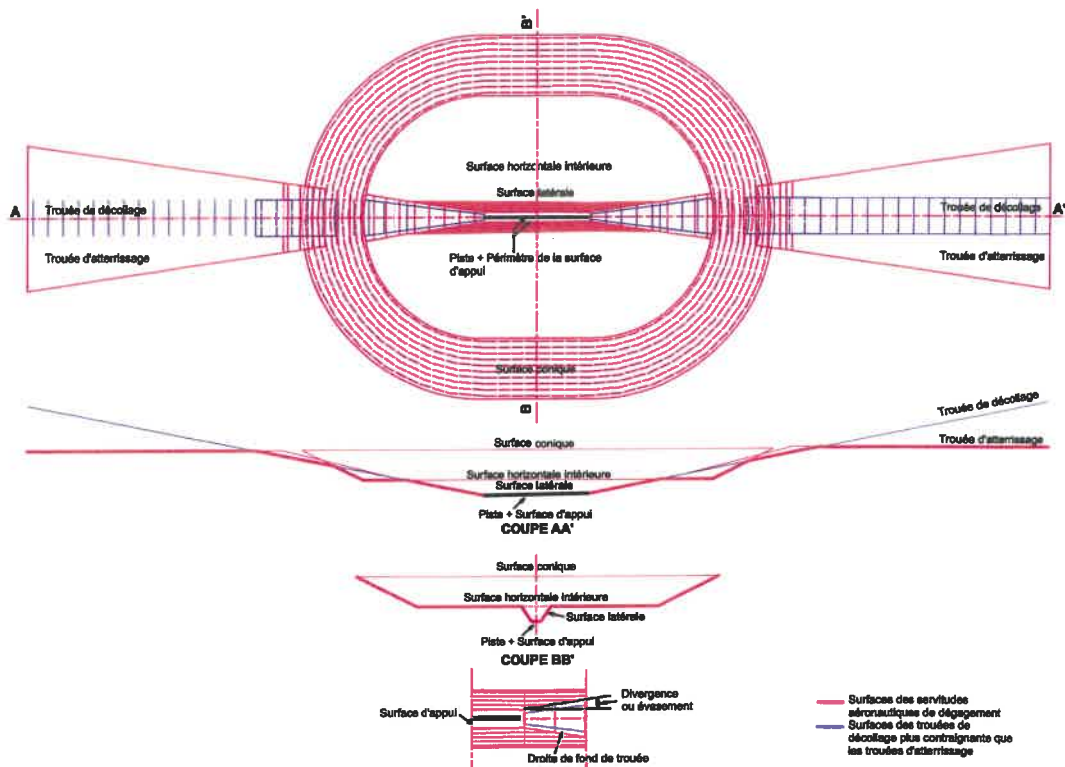 B'
Surface horizontale intérieure
Surface latérale
A
Trouée de décollage
Trouée de décollage
A'
Trouée d'atterrissage
Piste + Périmètre de la surface
d'appui
Trouée d'atterrissage
Surface conique
B
Trouée de décollage
Surface conique
Trouée d'atterrissage
Surface horizontale intérieure
Surface latérale
Piste + Surface d'appui
COUPE AA'
Surface conique
Surface horizontale intérieure
Surface latérale
Piste + Surface d'appui
COUPE BB'
Divergence
ou évasement
Surface d'appui
Droite de fond de trouée
Surfaces des servitudes
aéronautiques de dégagement
Surfaces des trouées de
décollage plus contraignants que
les trouées d'atterrissage